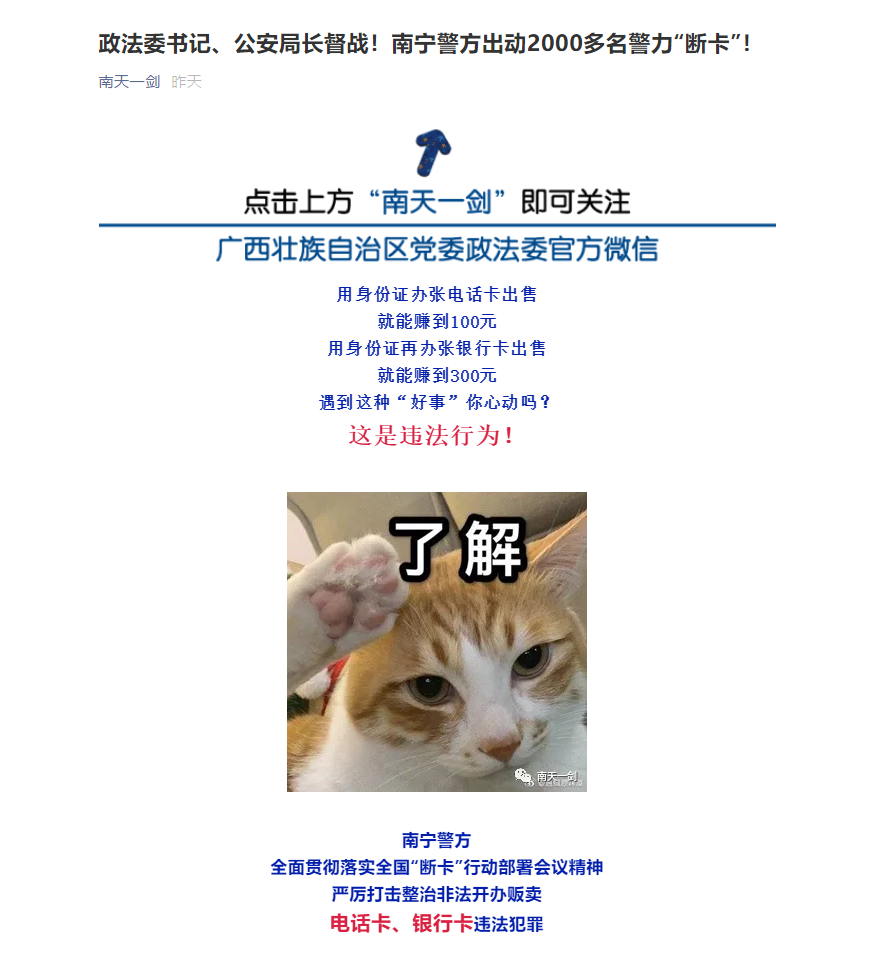 政法委书记、公安局长督战！南宁警方出动2000多名警力“断卡”！
南天一剑 昨天
点击上方“南天一剑”即可关注
广西壮族自治区党委政法委官方微信
用身份证办张电话卡出售
就能赚到100元
用身份证再办张银行卡出售
就能赚到300元
遇到这种“好事”你心动吗？
这是违法行为！
了解
南天一剑
南宁警方
全面贯彻落实全国“断卡”行动部署会议精神
严厉打击整治非法开办贩卖
电话卡、银行卡违法犯罪